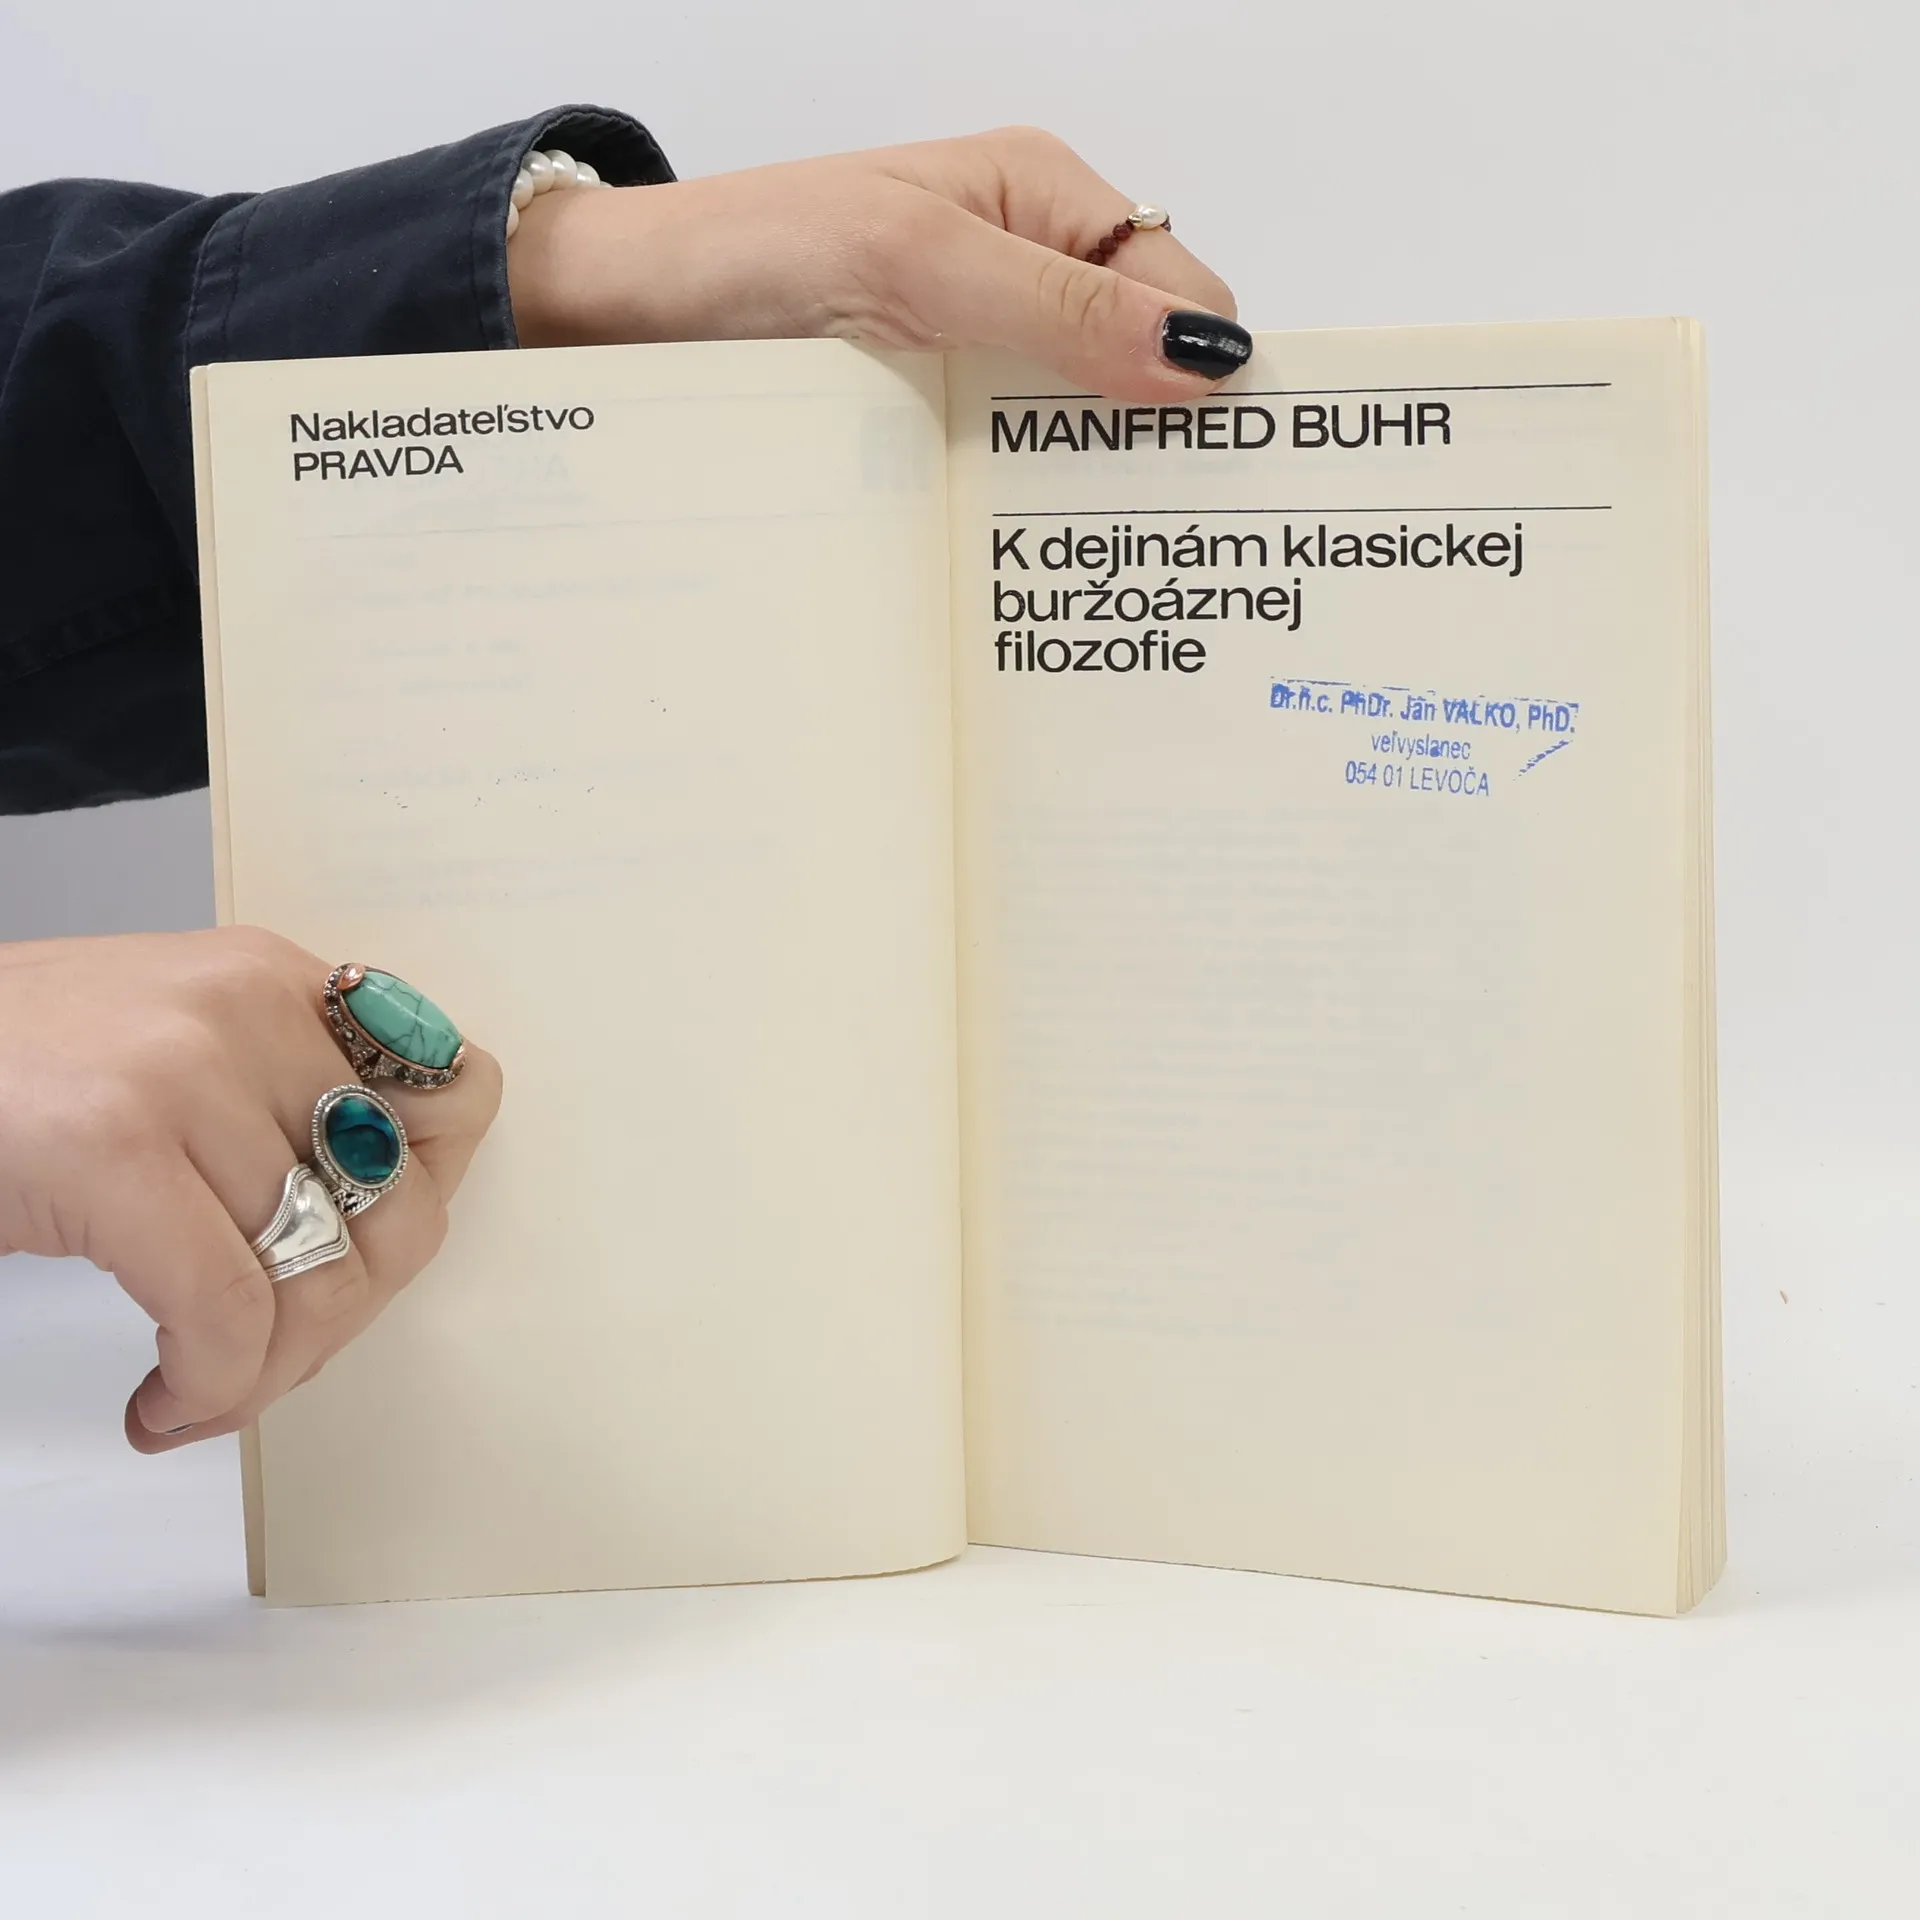 Nakladateľstvo
PRAVDA
MANFRED BUHR
K dejinám klasickej
buržoáznej
filozofie
Dr.h.c. PhDr. Ján VALKO, PhD.
veľvyslanec
054 01 LEVOČA